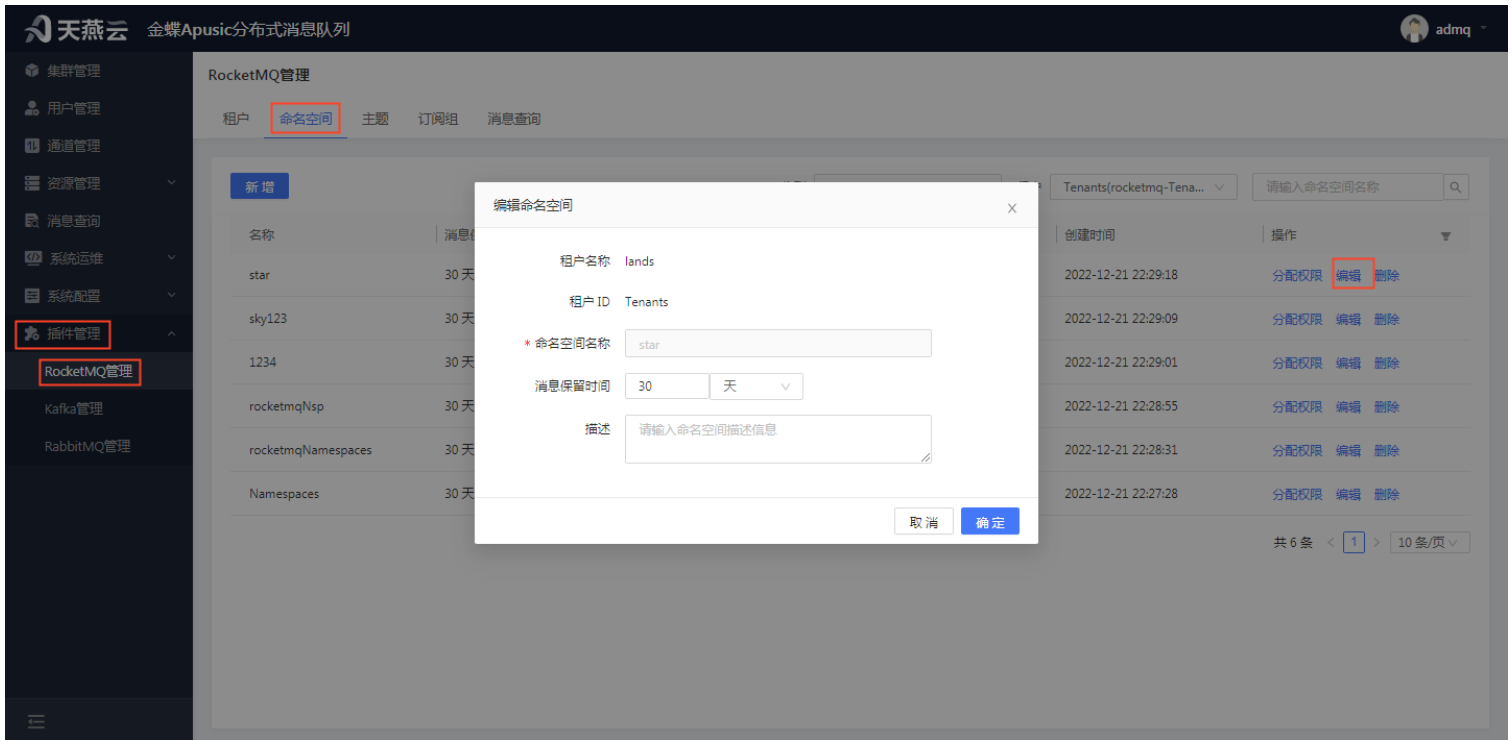 天燕云 金蝶Apusic分布式消息队列 admq
集群管理
用户管理
通道管理
资源管理
消息查询
系统运维
系统配置
插件管理
RocketMQ管理
Kafka管理
RabbitMQ管理
RocketMQ管理
租户 命名空间 主题 订阅组 消息查询
新增 Tenants(rocketmq-Tena... 请输入命名空间名称
名称 消息 创建时间 操作
star 30 天 2022-12-21 22:29:18 分配权限 编辑 删除
sky123 30 天 2022-12-21 22:29:09 分配权限 编辑 删除
1234 30 天 2022-12-21 22:29:01 分配权限 编辑 删除
rocketmqNsp 30 天 2022-12-21 22:28:55 分配权限 编辑 删除
rocketmqNamespaces 30 天 2022-12-21 22:28:31 分配权限 编辑 删除
Namespaces 30 天 2022-12-21 22:27:28 分配权限 编辑 删除
共 6 条 < 1 > 10 条/页
编辑命名空间
租户名称 lands
租户 ID Tenants
* 命名空间名称 star
消息保留时间 30 天
描述 请输入命名空间描述信息
取消 确定